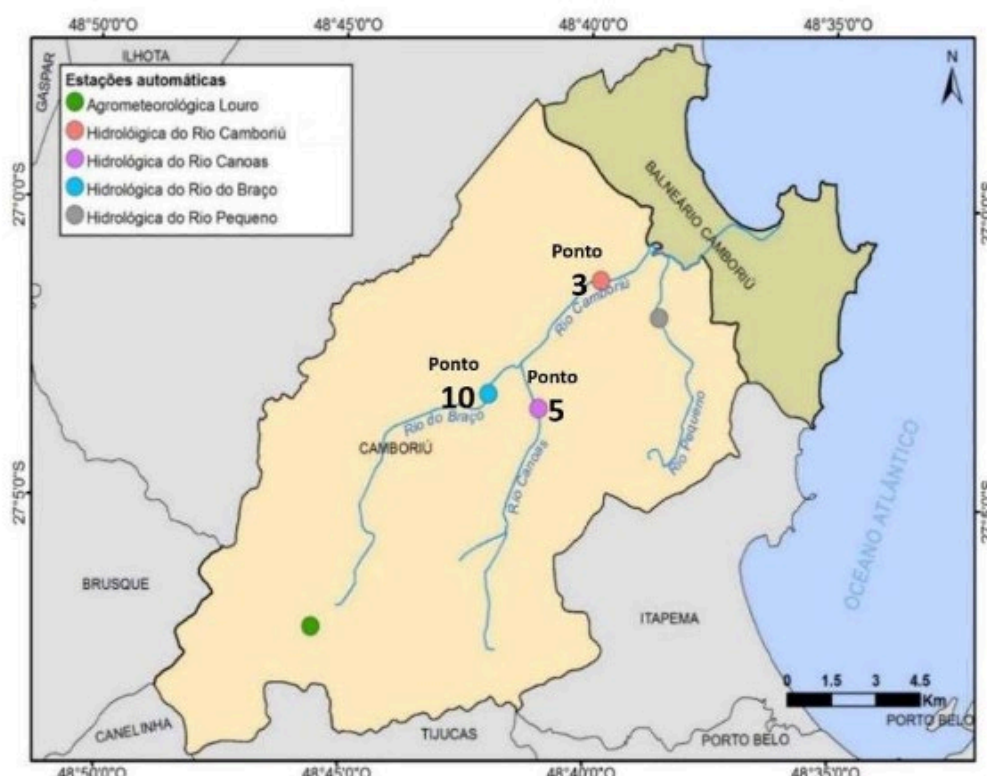 48°50'0"O
48°45'0"O
48°40'0"O
48°35'0"O
GASPAR
ILHOTA
N
Estações automáticas
Agrometeorológica Louro
Hidrolóigica do Rio Camboriú
Hidrológica do Rio Canoas
Hidrológica do Rio do Braço
Hidrológica do Rio Pequeno
27°0'0"S
BALNEÁRIO CAMBORIÚ
Ponto
3
Rio Camboriú
Ponto
10
Ponto
5
Rio do Braço
CAMBORIÚ
Rio Canoas
Rio Pequeno
27°5'0"S
OCEANO ATLÂNTICO
BRUSQUE
ITAPEMA
0 1.5 3 4.5
Km
CANELINHA
TIJUCAS
PORTO BELO
PORTO BELO
48°50'0"O
48°45'0"O
48°40'0"O
48°35'0"O